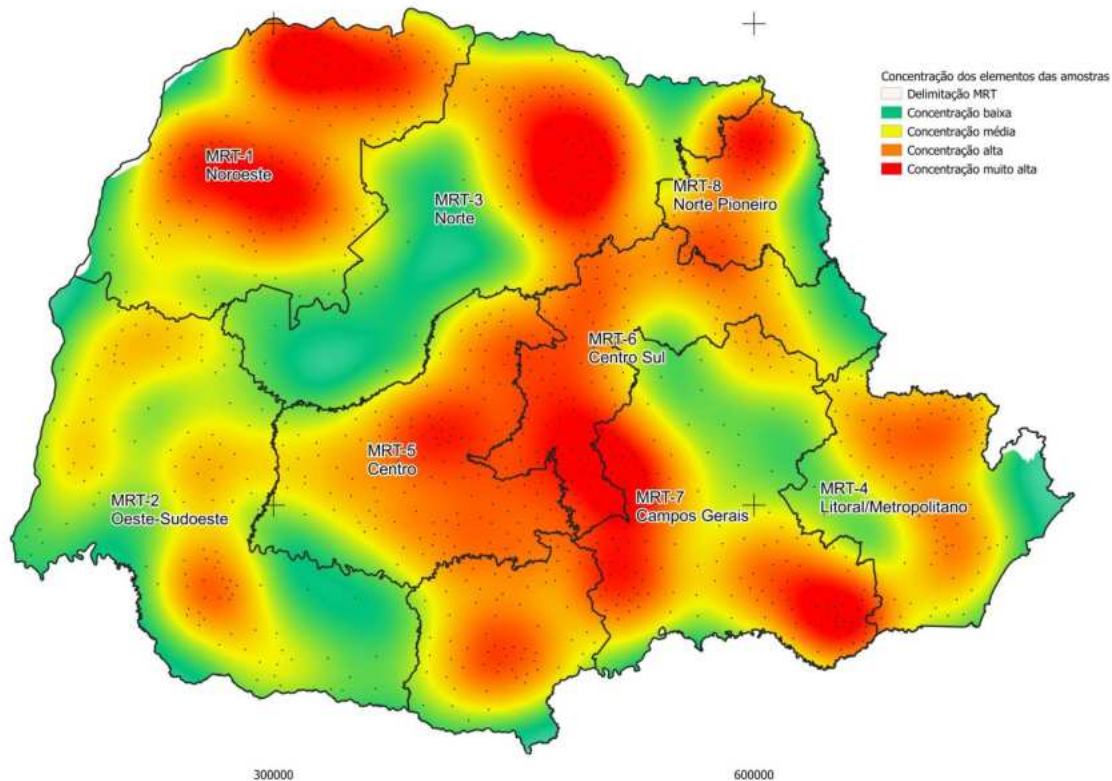 Concentração dos elementos das amostras
Delimitação MRT
Concentração baixa
Concentração média
Concentração alta
Concentração muito alta
MRT-1
Noroeste
MRT-3
Norte
MRT-8
Norte Pioneiro
MRT-6
Centro Sul
MRT-5
Centro
MRT-2
Oeste-Sudoeste
MRT-7
Campos Gerais
MRT-4
Litoral/Metropolitano
300000
600000